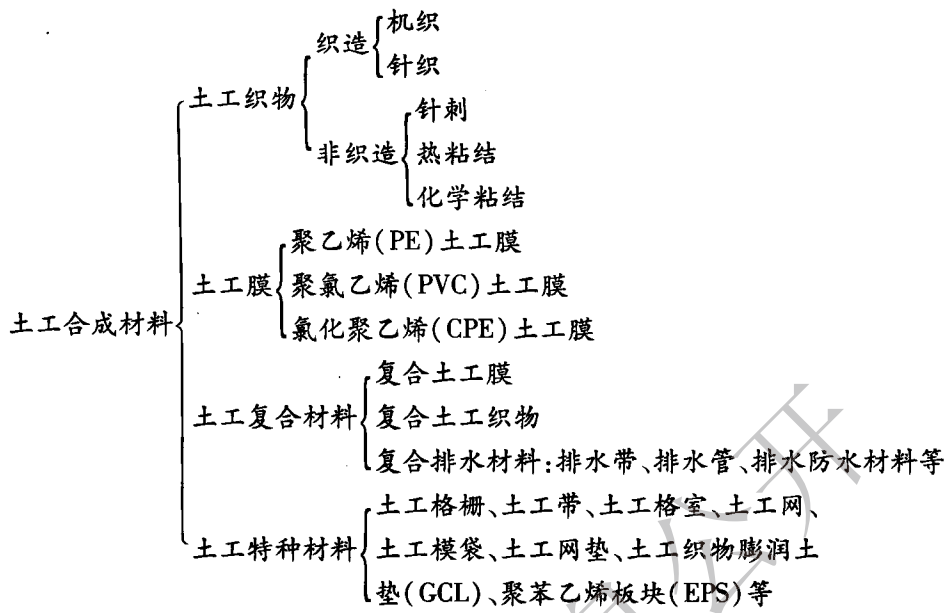 机织
织造
针织
土工织物
针刺
非织造
热粘结
化学粘结
聚乙烯(PE)土工膜
土工膜
聚氯乙烯(PVC)土工膜
氯化聚乙烯(CPE)土工膜
土工合成材料
复合土工膜
土工复合材料
复合土工织物
复合排水材料:排水带、排水管、排水防水材料等
土工格栅、土工带、土工格室、土工网、
土工特种材料
土工模袋、土工网垫、土工织物膨润土
垫(GCL)、聚苯乙烯板块(EPS)等
公开